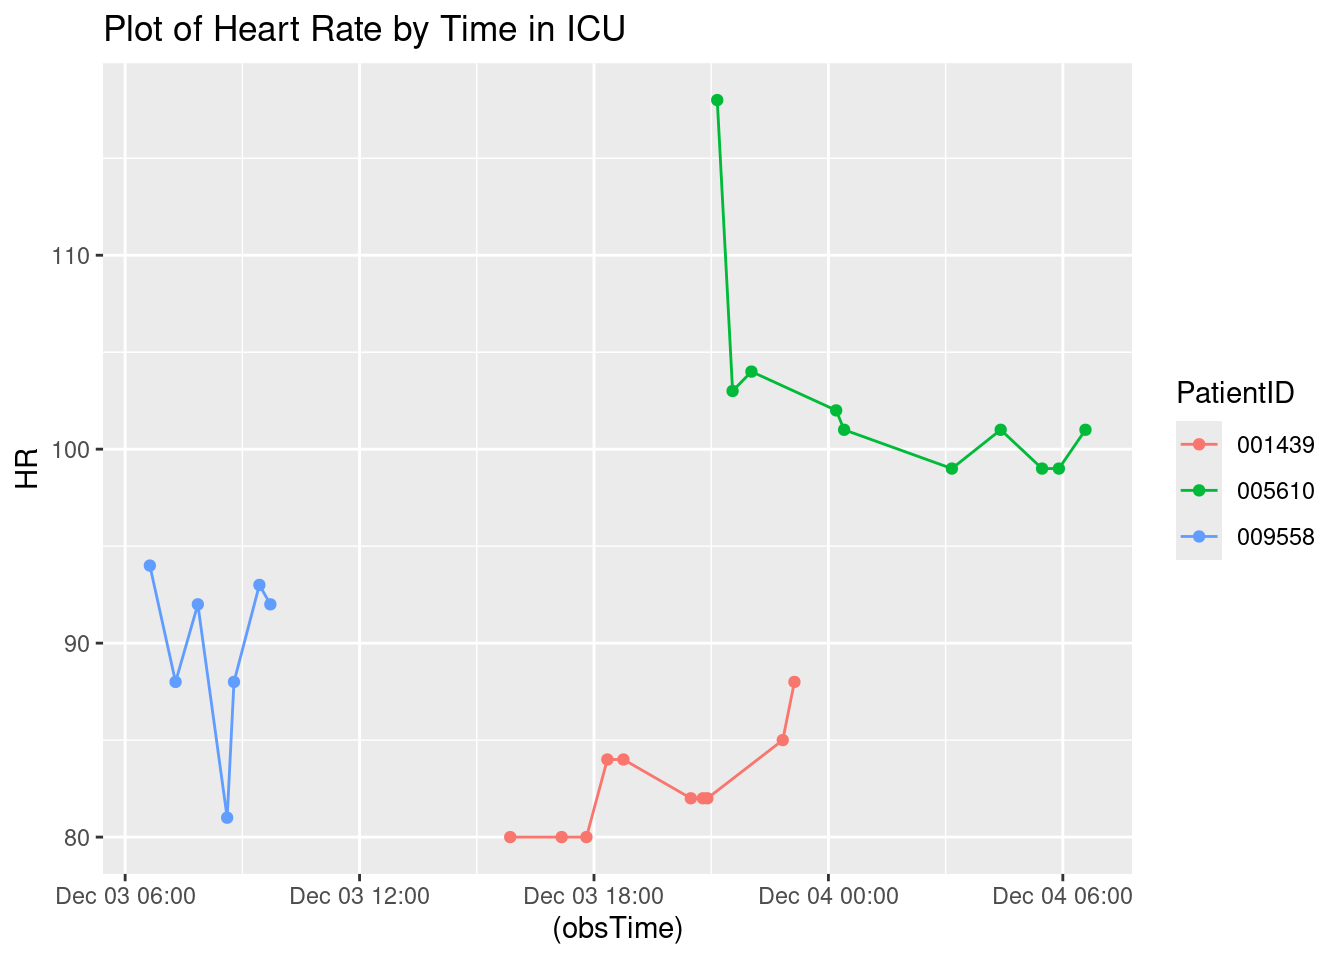 Plot of Heart Rate by Time in ICU
110
100
90
80
HR
Dec 03 06:00 Dec 03 12:00 Dec 03 18:00 Dec 04 00:00 Dec 04 06:00
(obsTime)
PatientID
001439
005610
009558